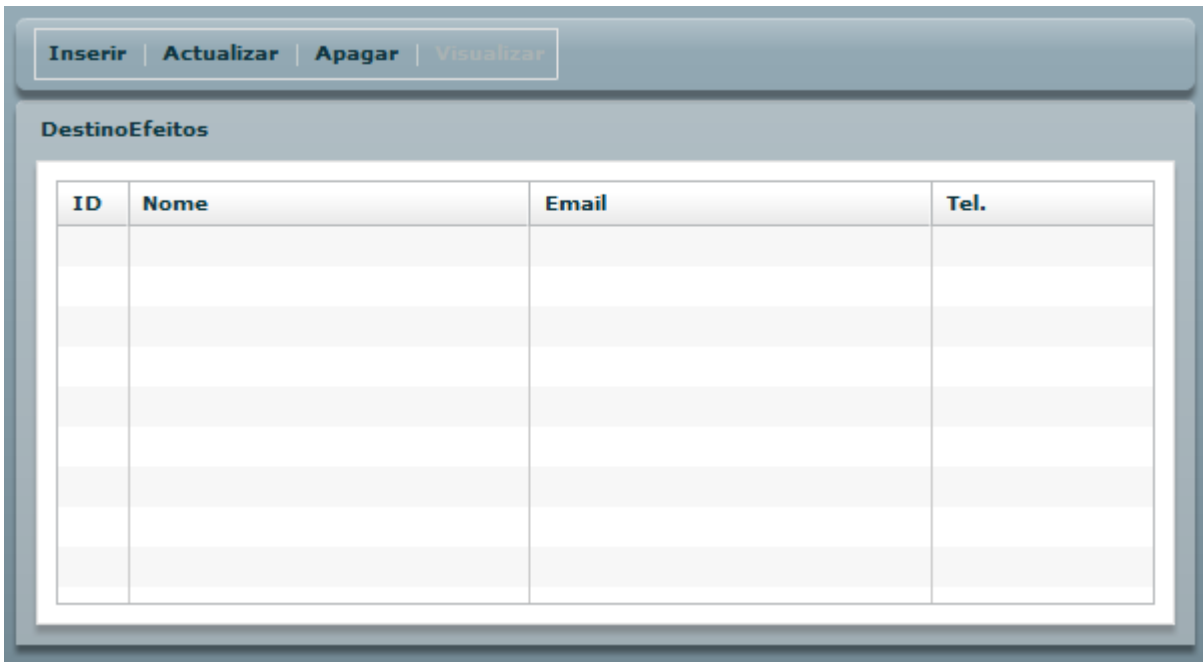 Inserir | Actualizar | Apagar | Visualizar
DestinoEfeitos
ID Nome Email Tel.